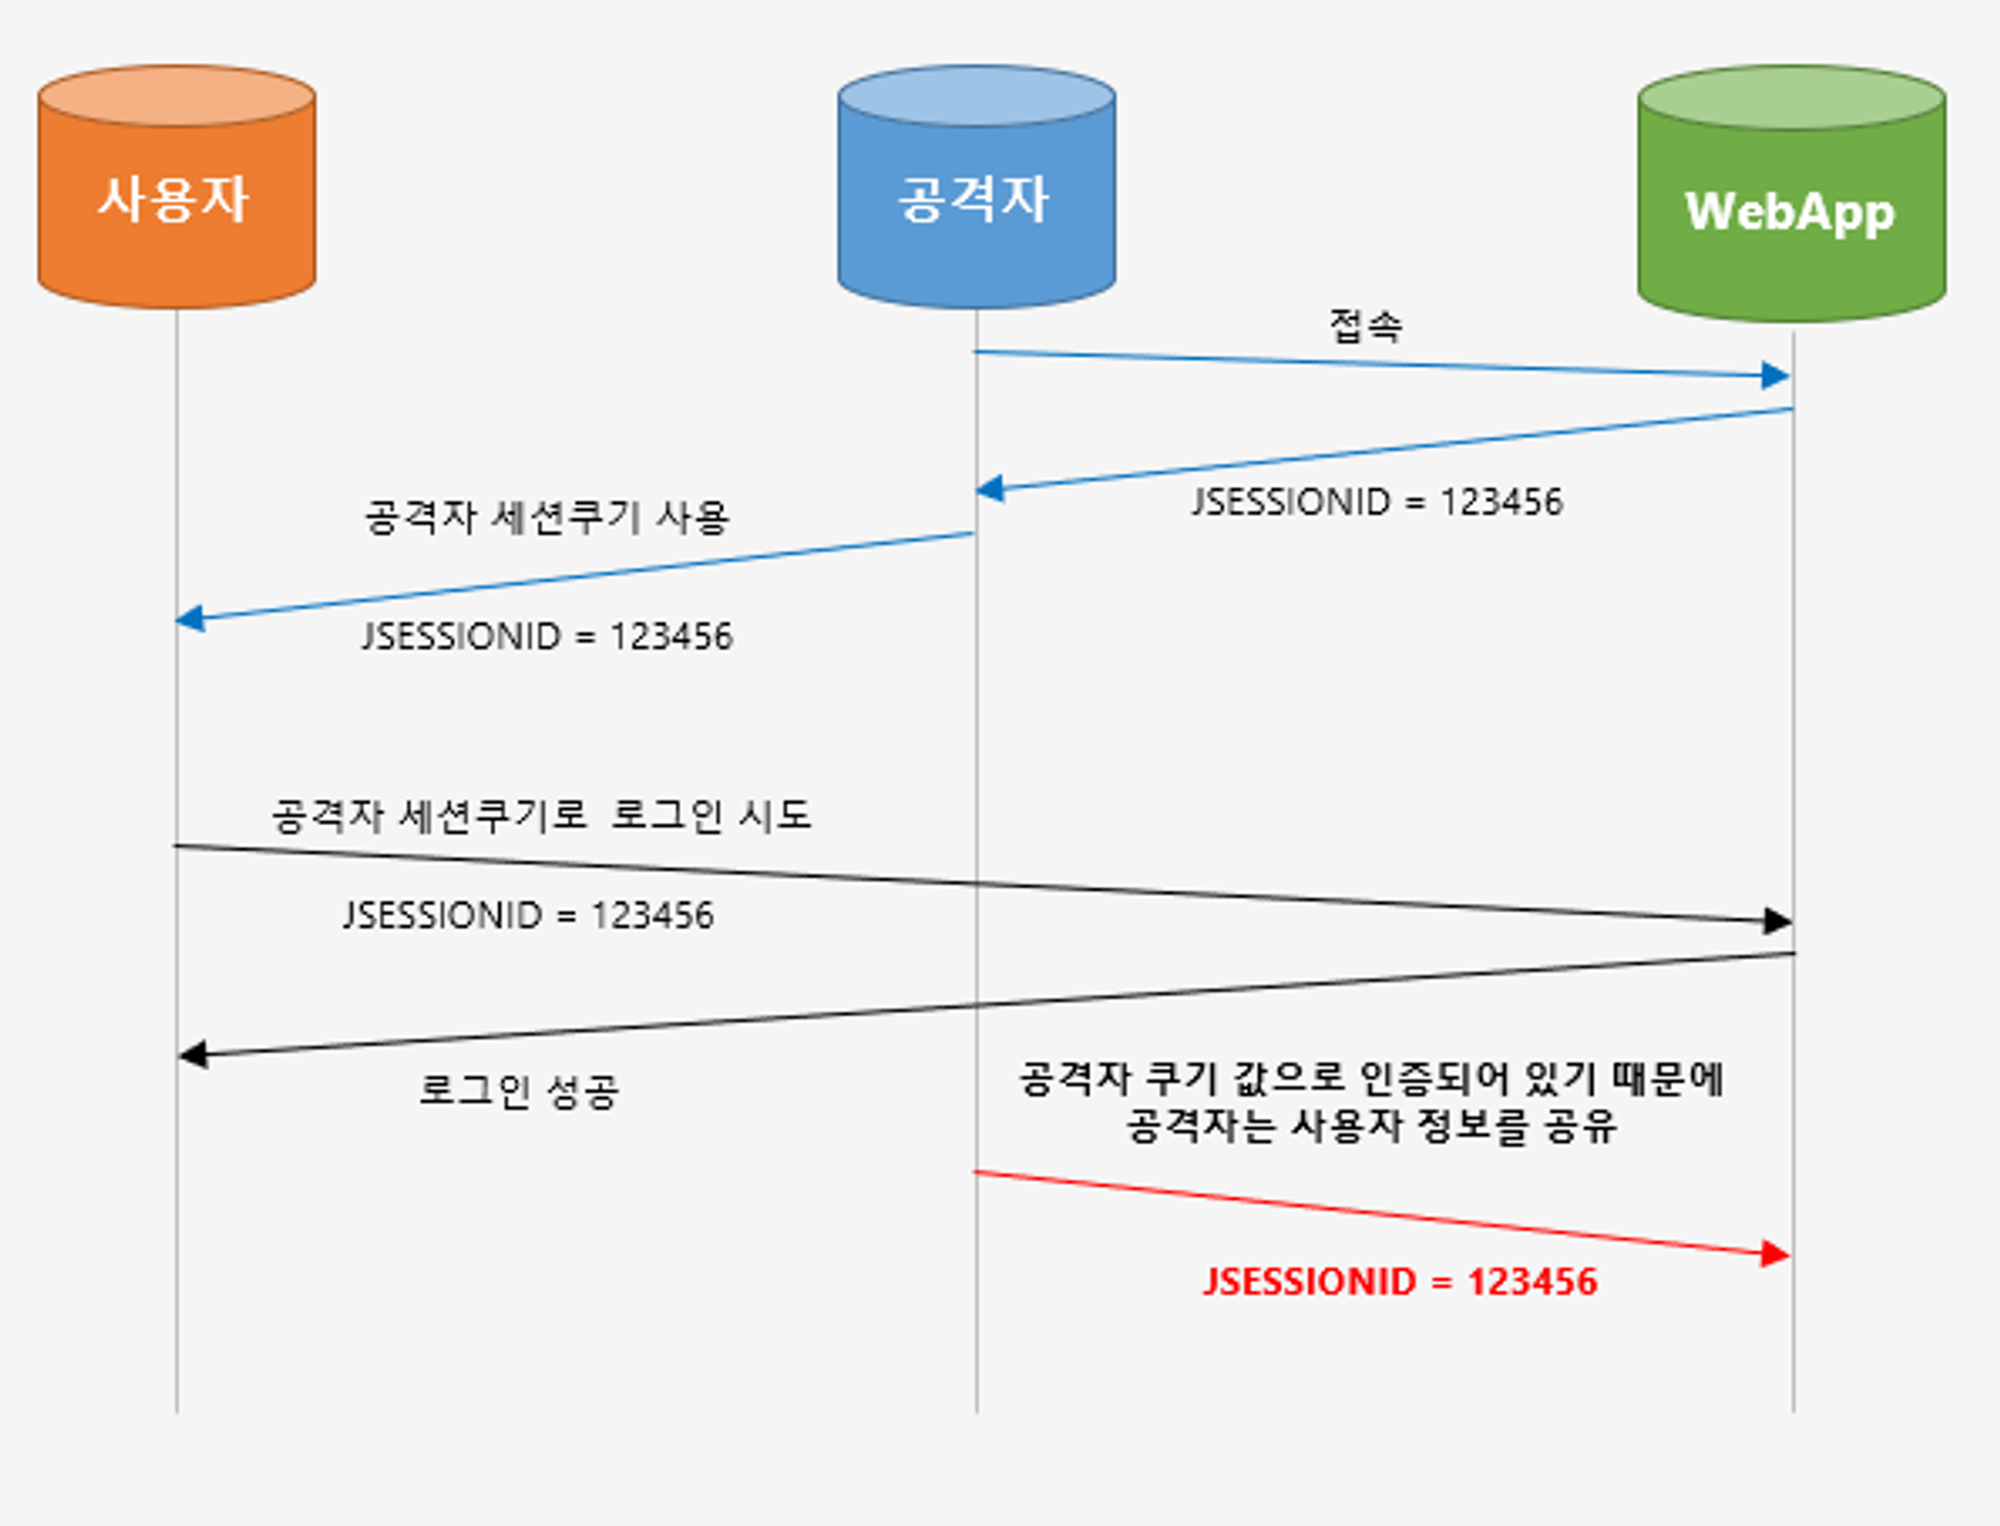 사용자
공격자
WebApp
접속
JSESSIONID = 123456
공격자 세션쿠기 사용
JSESSIONID = 123456
공격자 세션쿠기로 로그인 시도
JSESSIONID = 123456
로그인 성공
공격자 쿠기 값으로 인증되어 있기 때문에
공격자는 사용자 정보를 공유
JSESSIONID = 123456